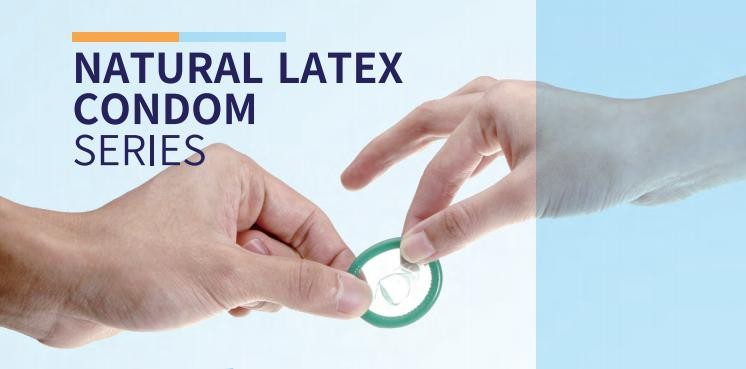 NATURAL LATEX
CONDOM
SERIES